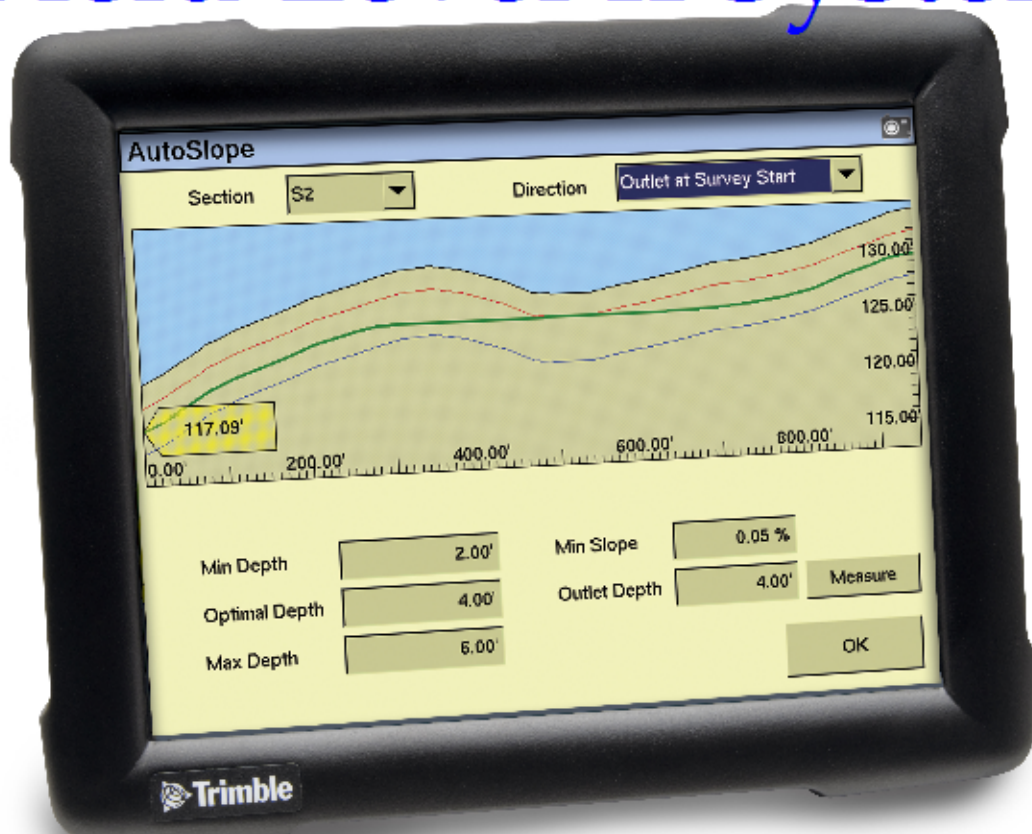 AutoSlope
Section S2 Direction Outlet at Survey Start
130.00'
125.00'
120.00'
115.00'
117.09'
0.00' 200.00' 400.00' 600.00' 800.00'
Min Depth 2.00' Min Slope 0.05 %
Optimal Depth 4.00' Outlet Depth 4.00' Measure
Max Depth 6.00' OK
Trimble